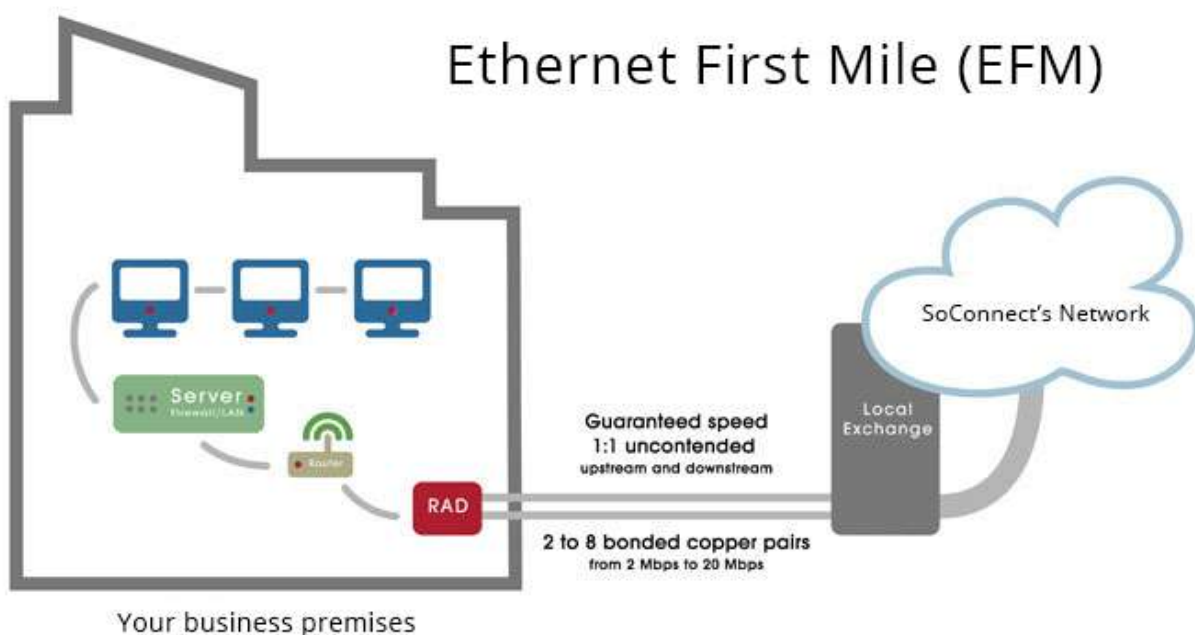 Ethernet First Mile (EFM)
SoConnect's Network
Server
Firewall/LAN
Router
RAD
Guaranteed speed
1:1 uncontended
upstream and downstream
2 to 8 bonded copper pairs
from 2 Mbps to 20 Mbps
Local
Exchange
Your business premises